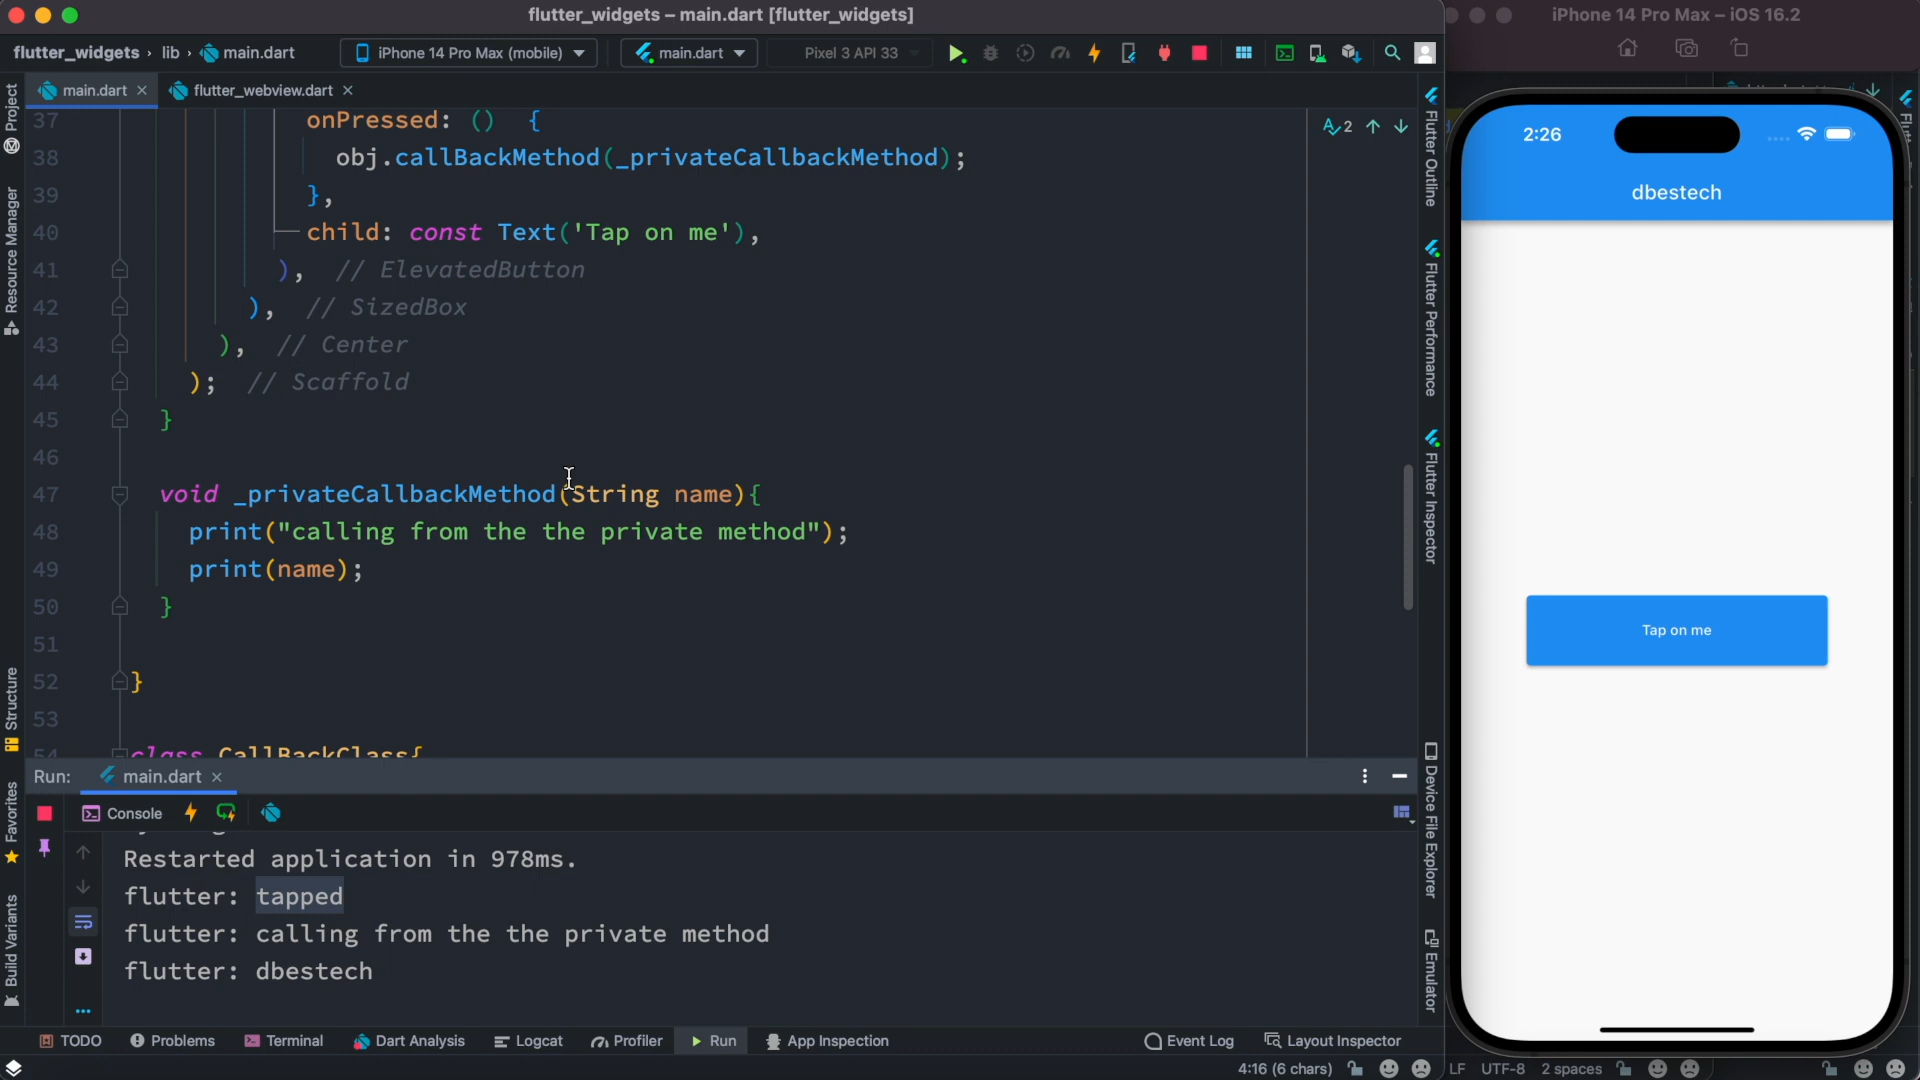 flutter_widgets – main.dart [flutter_widgets]
iPhone 14 Pro Max – iOS 16.2
flutter_widgets › lib › main.dart
iPhone 14 Pro Max (mobile)
main.dart
Pixel 3 API 33
main.dart
flutter_webview.dart
37 onPressed: () {
38 obj.callBackMethod(_privateCallbackMethod);
39 },
40 child: const Text('Tap on me'),
41 ), // ElevatedButton
42 ), // SizedBox
43 ), // Center
44 ); // Scaffold
45 }
46
47 void _privateCallbackMethod(String name){
48 print("calling from the the private method");
49 print(name);
50 }
51
52 }
53
54 class CallBackClass{
2
Project
Resource Manager
Structure
Favorites
Build Variants
Flutter Outline
Flutter Performance
Flutter Inspector
Device File Explorer
Emulator
2:26
dbestech
Tap on me
Run: main.dart
Console
Restarted application in 978ms.
flutter: tapped
flutter: calling from the the private method
flutter: dbestech
TODO
Problems
Terminal
Dart Analysis
Logcat
Profiler
Run
App Inspection
Event Log
Layout Inspector
4:16 (6 chars)
LF UTF-8 2 spaces